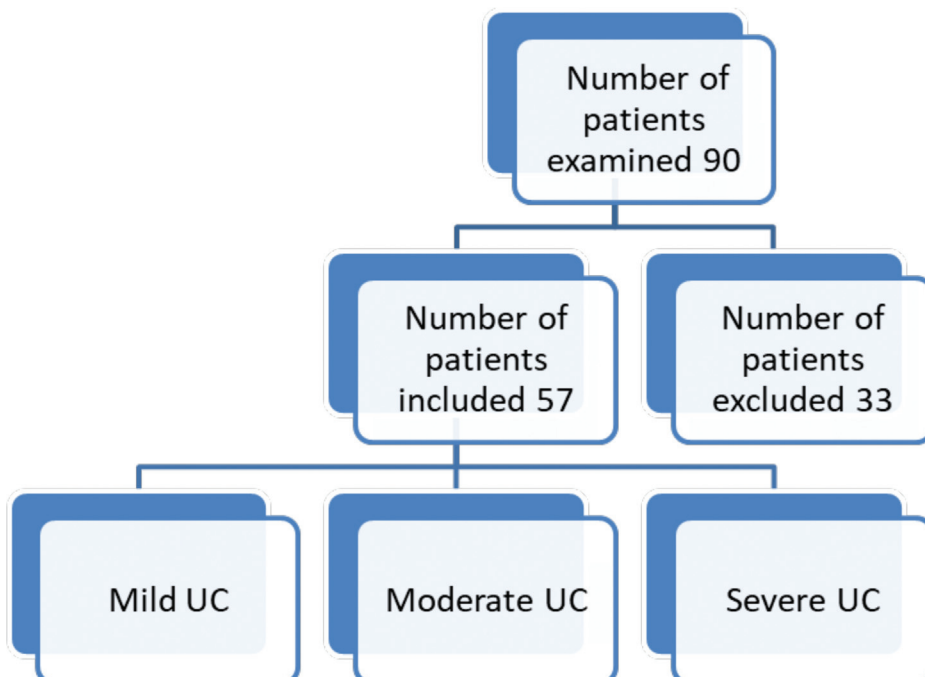 Number of
patients
examined 90
Number of
patients
included 57
Number of
patients
excluded 33
Mild UC
Moderate UC
Severe UC